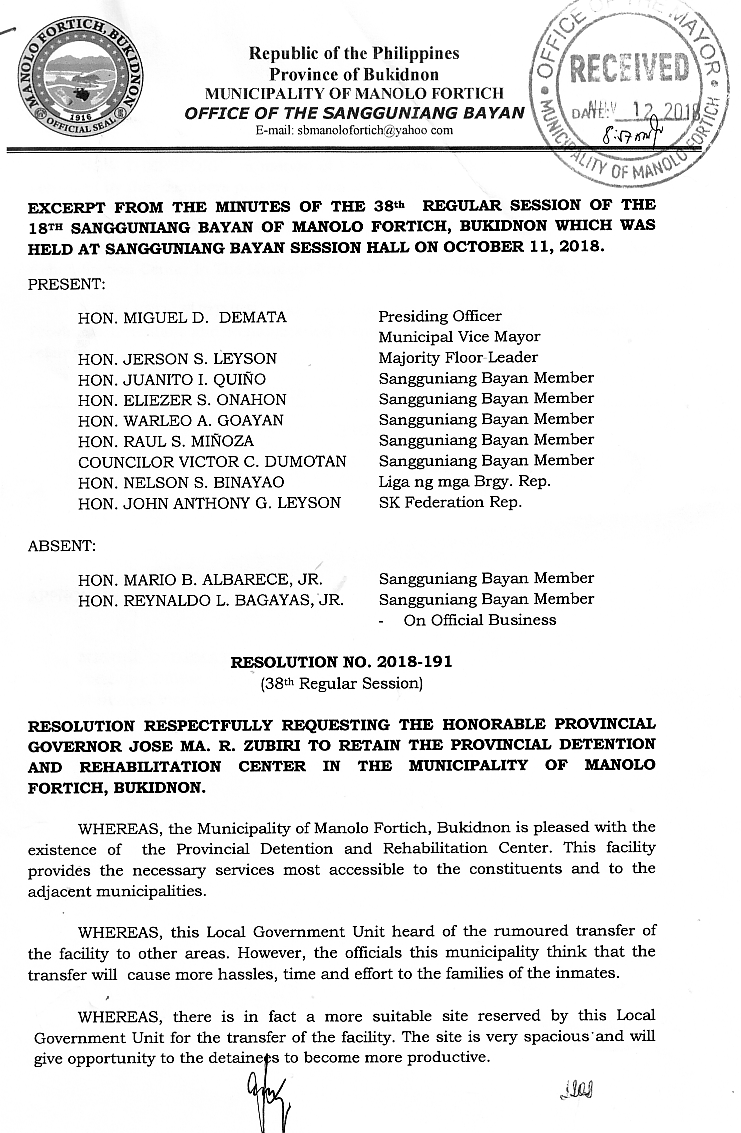 MANOLO FORTICH, BUKIDNON
1916
OFFICIAL SEAL
Republic of the Philippines
Province of Bukidnon
MUNICIPALITY OF MANOLO FORTICH
OFFICE OF THE SANGGUNIANG BAYAN
E-mail: sbmanolofortich@yahoo com
OFFICE OF THE MAYOR
RECEIVED
DATE: 12 2018
MUNICIPALITY OF MANOLO FORTICH
EXCERPT FROM THE MINUTES OF THE 38th REGULAR SESSION OF THE
18TH SANGGUNIANG BAYAN OF MANOLO FORTICH, BUKIDNON WHICH WAS
HELD AT SANGGUNIANG BAYAN SESSION HALL ON OCTOBER 11, 2018.
PRESENT:
HON. MIGUEL D. DEMATA Presiding Officer
Municipal Vice Mayor
HON. JERSON S. LEYSON Majority Floor Leader
HON. JUANITO I. QUIÑO Sangguniang Bayan Member
HON. ELIEZER S. ONAHON Sangguniang Bayan Member
HON. WARLEO A. GOAYAN Sangguniang Bayan Member
HON. RAUL S. MIÑOZA Sangguniang Bayan Member
COUNCILOR VICTOR C. DUMOTAN Sangguniang Bayan Member
HON. NELSON S. BINAYAO Liga ng mga Brgy. Rep.
HON. JOHN ANTHONY G. LEYSON SK Federation Rep.
ABSENT:
HON. MARIO B. ALBARECE, JR. Sangguniang Bayan Member
HON. REYNALDO L. BAGAYAS, JR. Sangguniang Bayan Member
- On Official Business
RESOLUTION NO. 2018-191
(38th Regular Session)
RESOLUTION RESPECTFULLY REQUESTING THE HONORABLE PROVINCIAL
GOVERNOR JOSE MA. R. ZUBIRI TO RETAIN THE PROVINCIAL DETENTION
AND REHABILITATION CENTER IN THE MUNICIPALITY OF MANOLO
FORTICH, BUKIDNON.
WHEREAS, the Municipality of Manolo Fortich, Bukidnon is pleased with the
existence of the Provincial Detention and Rehabilitation Center. This facility
provides the necessary services most accessible to the constituents and to the
adjacent municipalities.
WHEREAS, this Local Government Unit heard of the rumoured transfer of
the facility to other areas. However, the officials this municipality think that the
transfer will cause more hassles, time and effort to the families of the inmates.
WHEREAS, there is in fact a more suitable site reserved by this Local
Government Unit for the transfer of the facility. The site is very spacious and will
give opportunity to the detainees to become more productive.